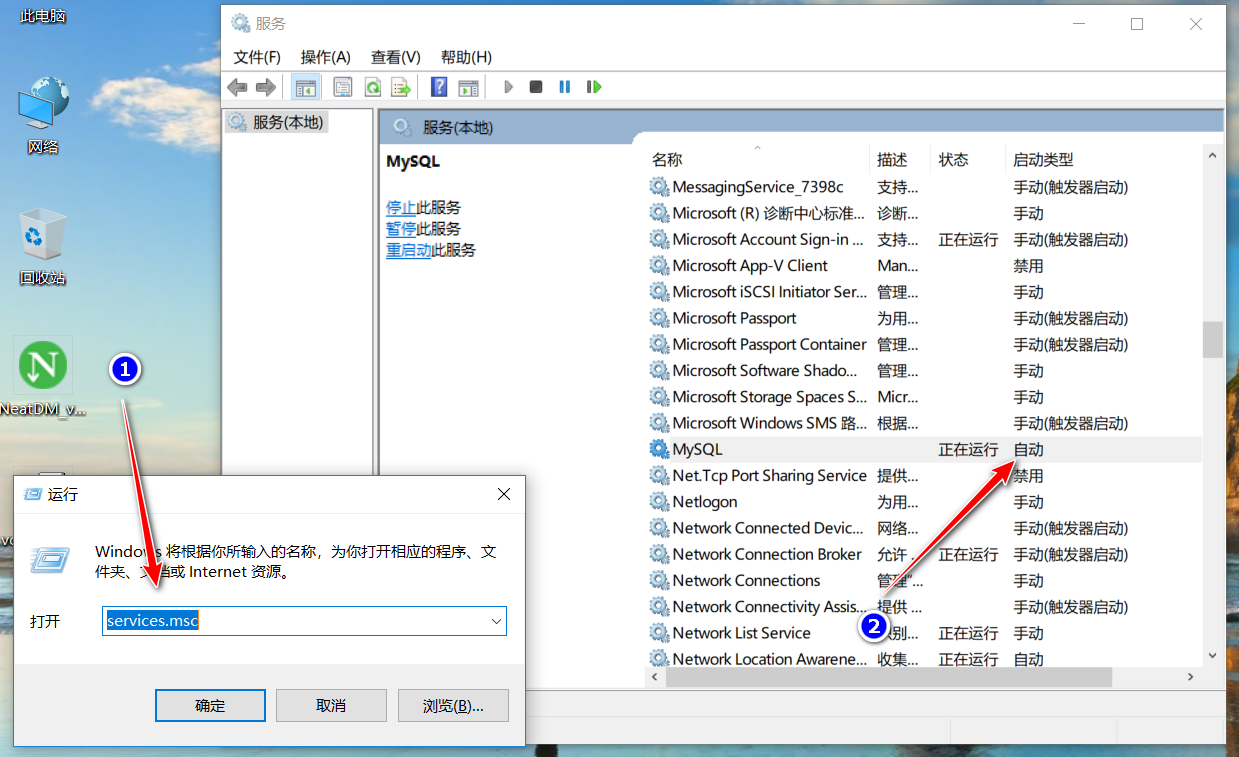 此电脑
网络
回收站
NeatDM_v...
服务
文件(F) 操作(A) 查看(V) 帮助(H)
服务(本地)
服务(本地)
MySQL
停止此服务
暂停此服务
重启动此服务
名称 描述 状态 启动类型
MessagingService_7398c 支持... 手动(触发器启动)
Microsoft (R) 诊断中心标准... 诊断... 手动
Microsoft Account Sign-in ... 支持... 正在运行 手动(触发器启动)
Microsoft App-V Client Man... 禁用
Microsoft iSCSI Initiator Ser... 管理... 手动
Microsoft Passport 为用... 手动(触发器启动)
Microsoft Passport Container 管理... 手动(触发器启动)
Microsoft Software Shado... 管理... 手动
Microsoft Storage Spaces S... Micr... 手动
Microsoft Windows SMS 路... 根据... 手动(触发器启动)
MySQL 正在运行 自动
Net.Tcp Port Sharing Service 提供... 禁用
Netlogon 为用... 手动
Network Connected Devic... 网络... 手动(触发器启动)
Network Connection Broker 允许... 正在运行 手动(触发器启动)
Network Connections 管理"... 手动
Network Connectivity Assis... 提供 ... 手动(触发器启动)
Network List Service 别... 正在运行 手动
Network Location Awarene... 收集... 正在运行 自动
1
2
运行
Windows 将根据你所输入的名称，为你打开相应的程序、文
件夹、文档或 Internet 资源。
打开
services.msc
确定 取消 浏览(B)...